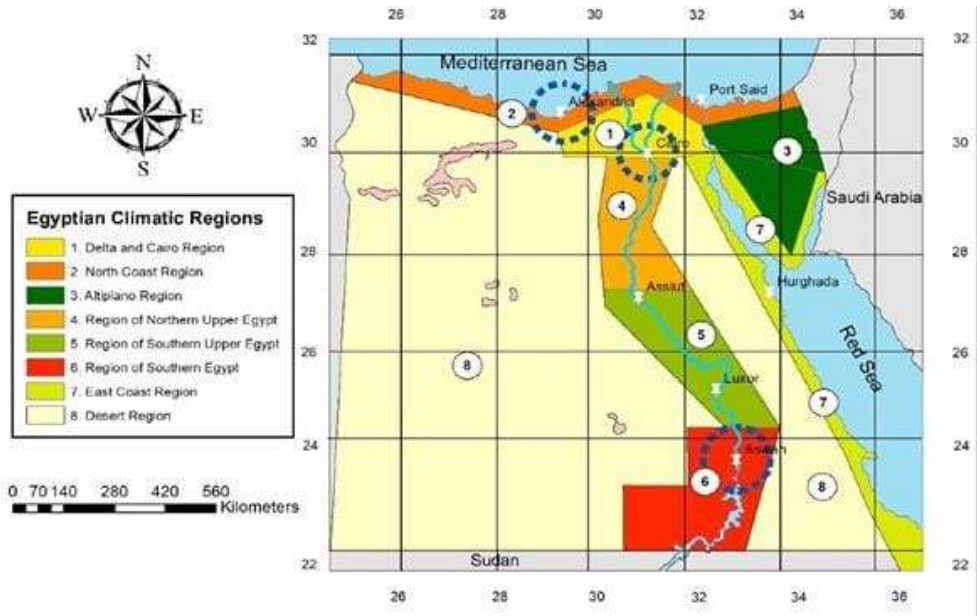 26 28 30 32 34 36
32 32
Mediterranean Sea
Port Said
Alexandria
N
W E
S
2
1
30 30
Cairo
3
Saudi Arabia
4
7
Egyptian Climatic Regions
1. Delta and Cairo Region
2. North Coast Region
3. Altiplano Region
4. Region of Northern Upper Egypt
5. Region of Southern Upper Egypt
6. Region of Southern Egypt
7. East Coast Region
8. Desert Region
28 28
Hurghada
Assiut
Red Sea
5
26 26
8
Luxor
7
24 24
Aswan
6
8
0 70 140 280 420 560
Kilometers
22 22
Sudan
26 28 30 32 34 36